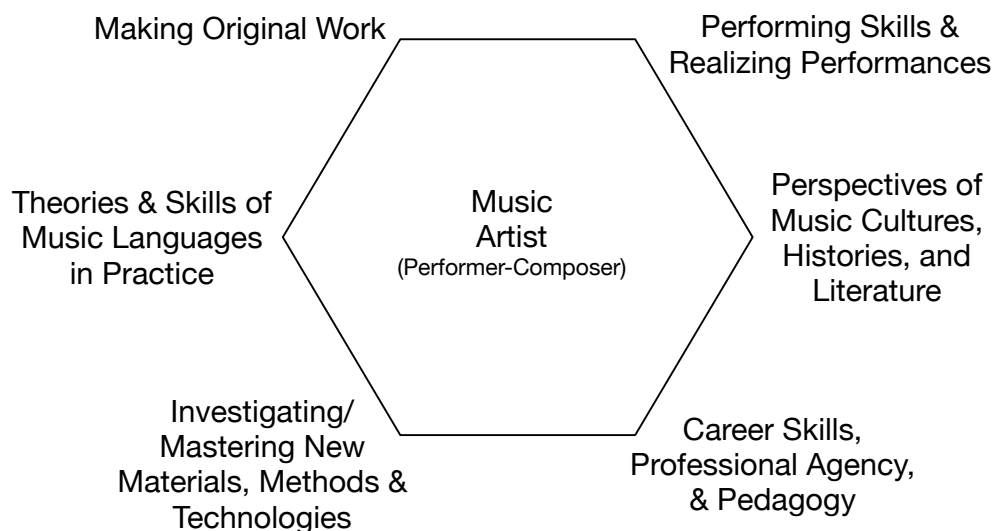 Making Original Work
Performing Skills &
Realizing Performances
Theories & Skills of
Music Languages
in Practice
Music
Artist
(Performer-Composer)
Perspectives of
Music Cultures,
Histories, and
Literature
Investigating/
Mastering New
Materials, Methods &
Technologies
Career Skills,
Professional Agency,
& Pedagogy